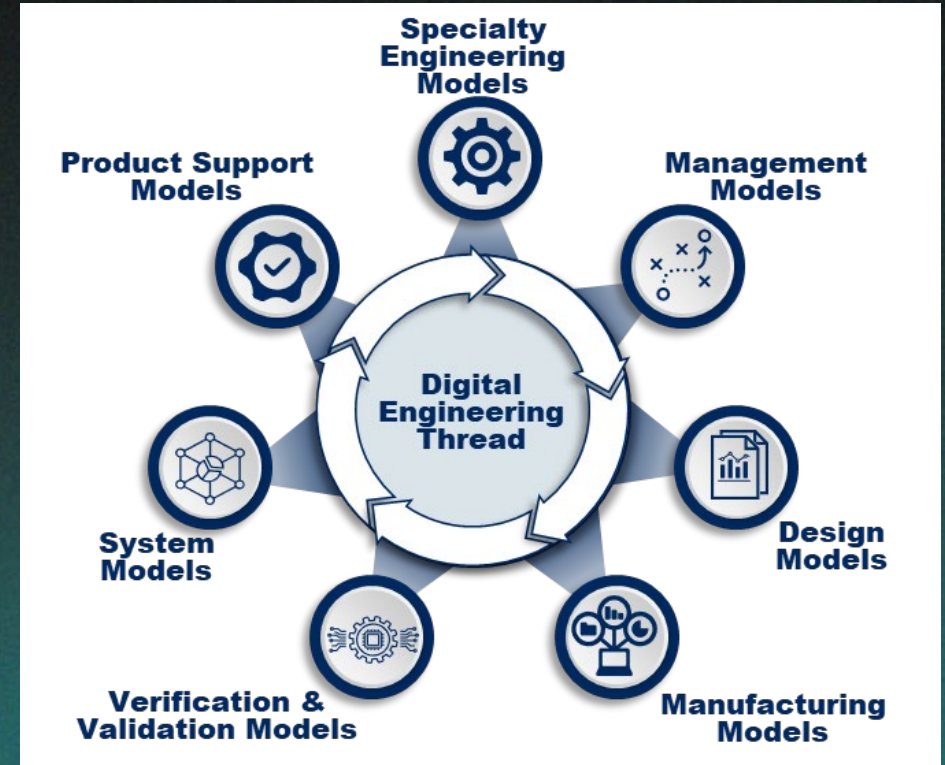 Specialty
Engineering
Models
Product Support
Models
Management
Models
Digital
Engineering
Thread
System
Models
Design
Models
Verification &
Validation Models
Manufacturing
Models